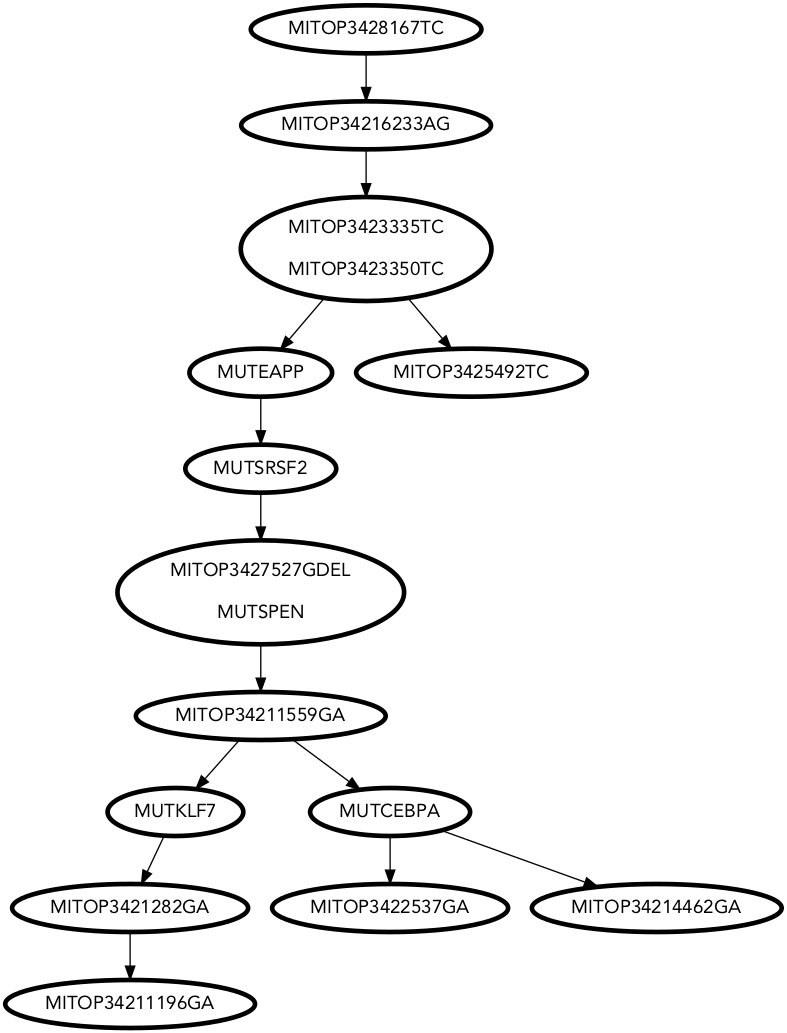 MITOP3428167TC
MITOP34216233AG
MITOP3423335TC
MITOP3423350TC
MUTEAPP
MITOP3425492TC
MUTSRSF2
MITOP3427527GDEL
MUTSPEN
MITOP34211559GA
MUTKLF7
MUTCEBPA
MITOP3421282GA
MITOP3422537GA
MITOP34214462GA
MITOP34211196GA